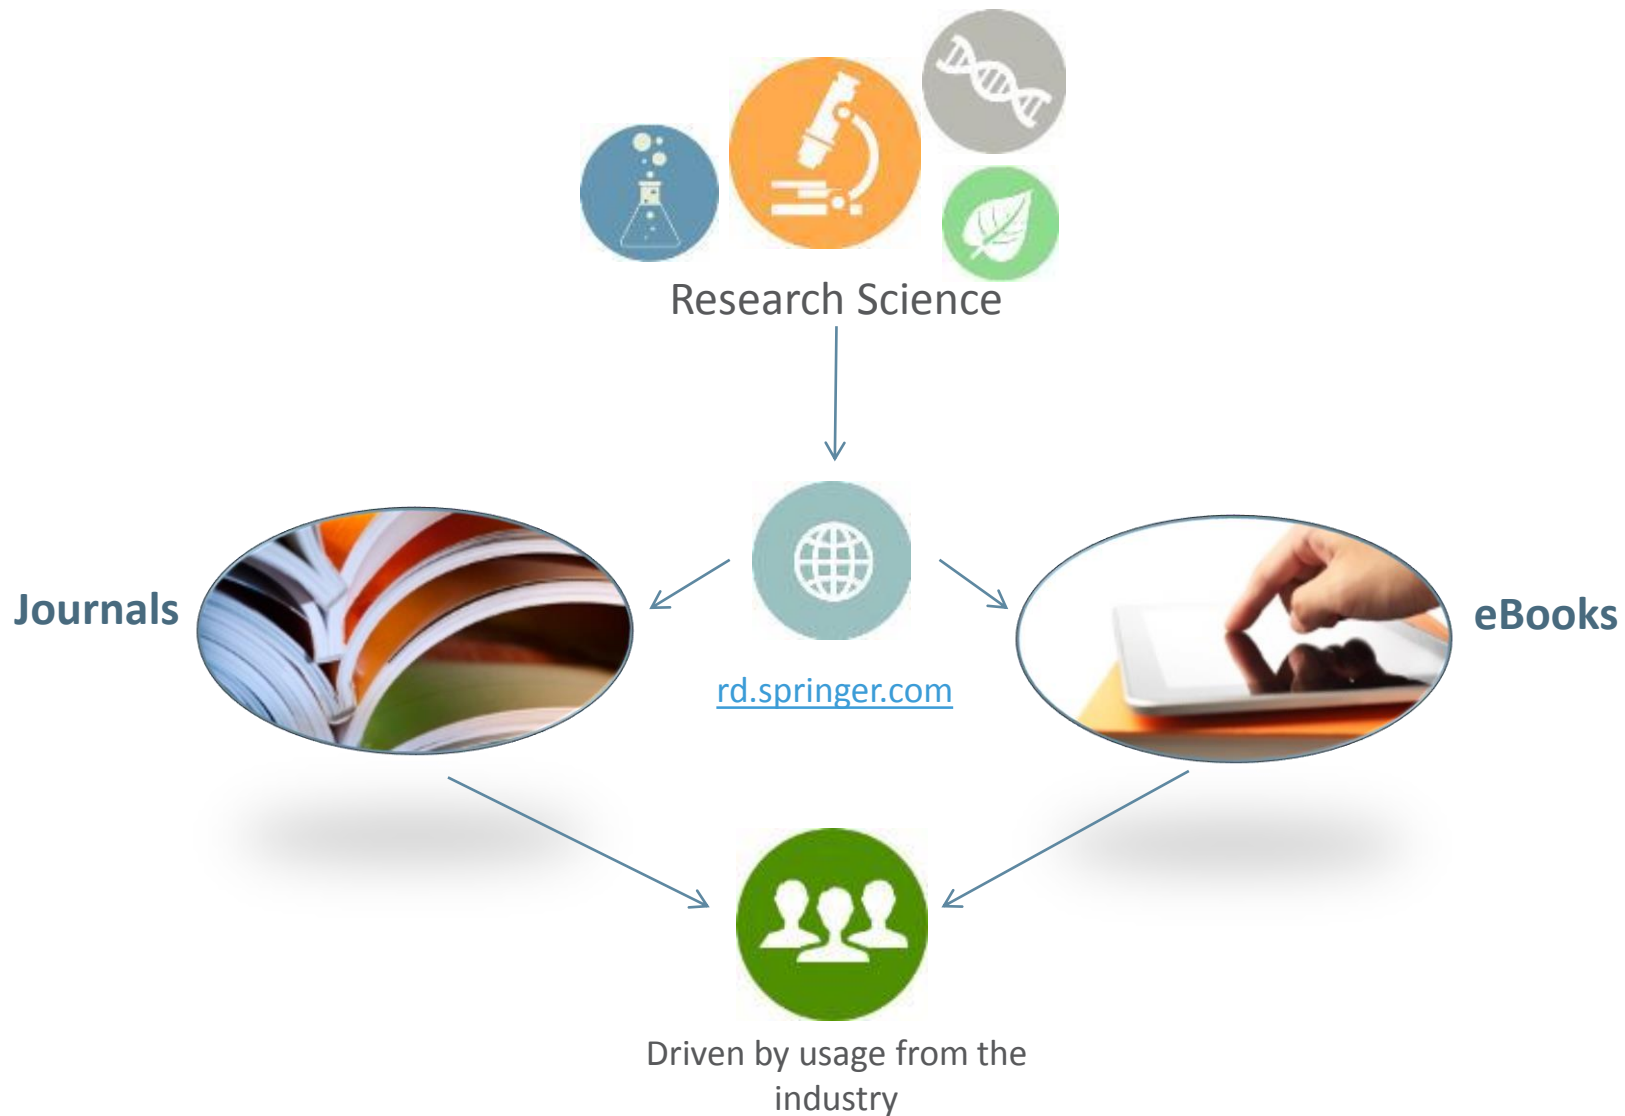 Research Science
Journals
eBooks
rd.springer.com
Driven by usage from the
industry